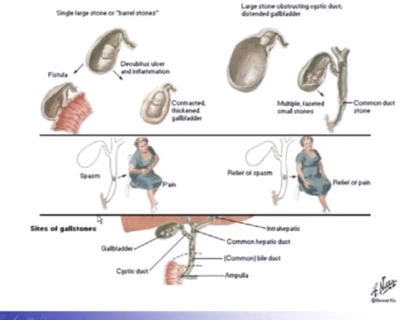 Single large stone or "barrel stones"
Large stone obstructing cystic duct;
distended gallbladder
Decubitus ulcer
and inflammation
Fistula
Contracted,
thickened
gallbladder
Multiple, faceted
small stones
Common duct
stone
Spasm
Pain
Relief of spasm
Relief of pain
Sites of gallstones
Intrahepatic
Gallbladder
Common hepatic duct
(Common) bile duct
Cystic duct
Ampulla
©Novartis